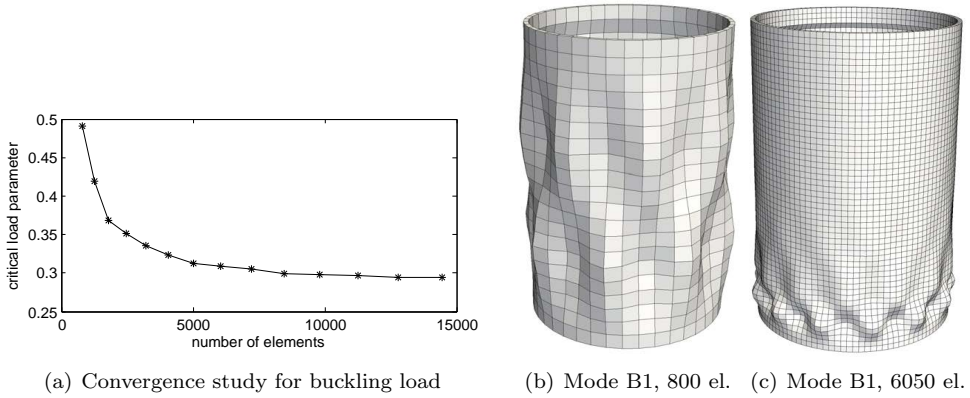 0.5
0.45
0.4
0.35
0.3
0.25
critical load parameter
0 5000 10000 15000
number of elements
(a) Convergence study for buckling load
(b) Mode B1, 800 el.
(c) Mode B1, 6050 el.